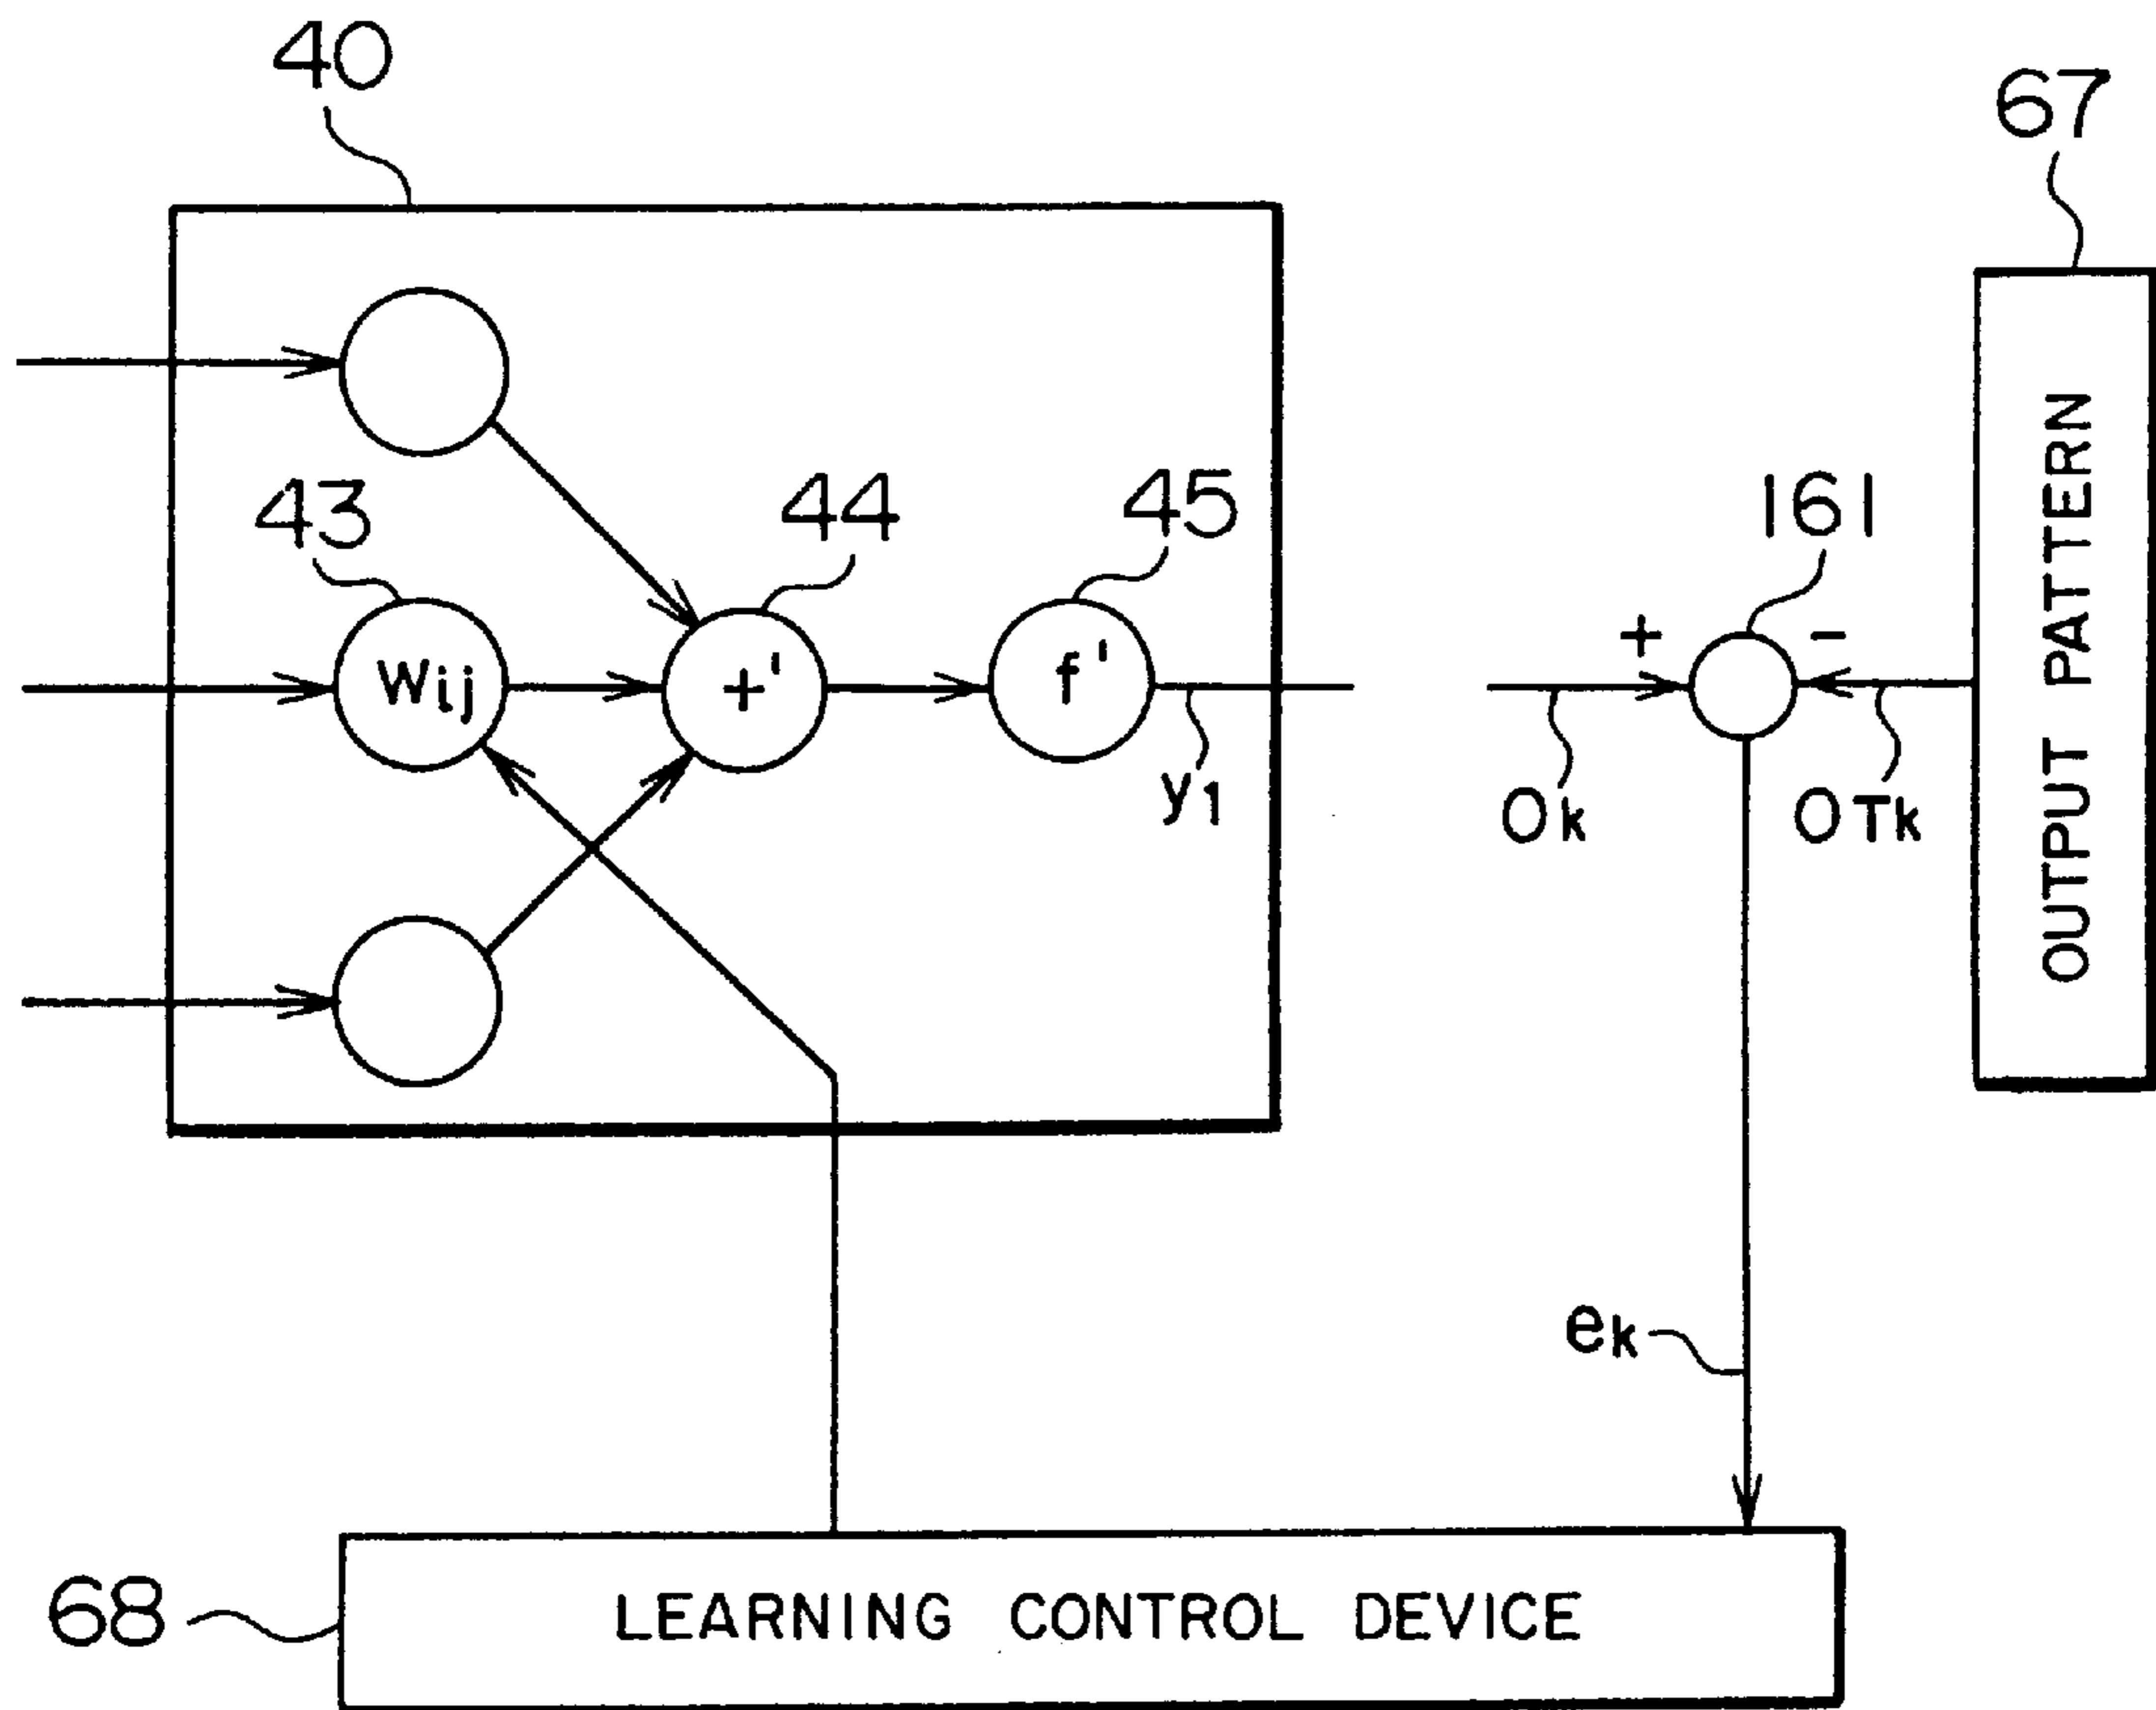 40
67
43
44
45
161
Wij
+'
f'
+
-
y1
Ok
OTk
OUTPUT PATTERN
ek
68
LEARNING CONTROL DEVICE